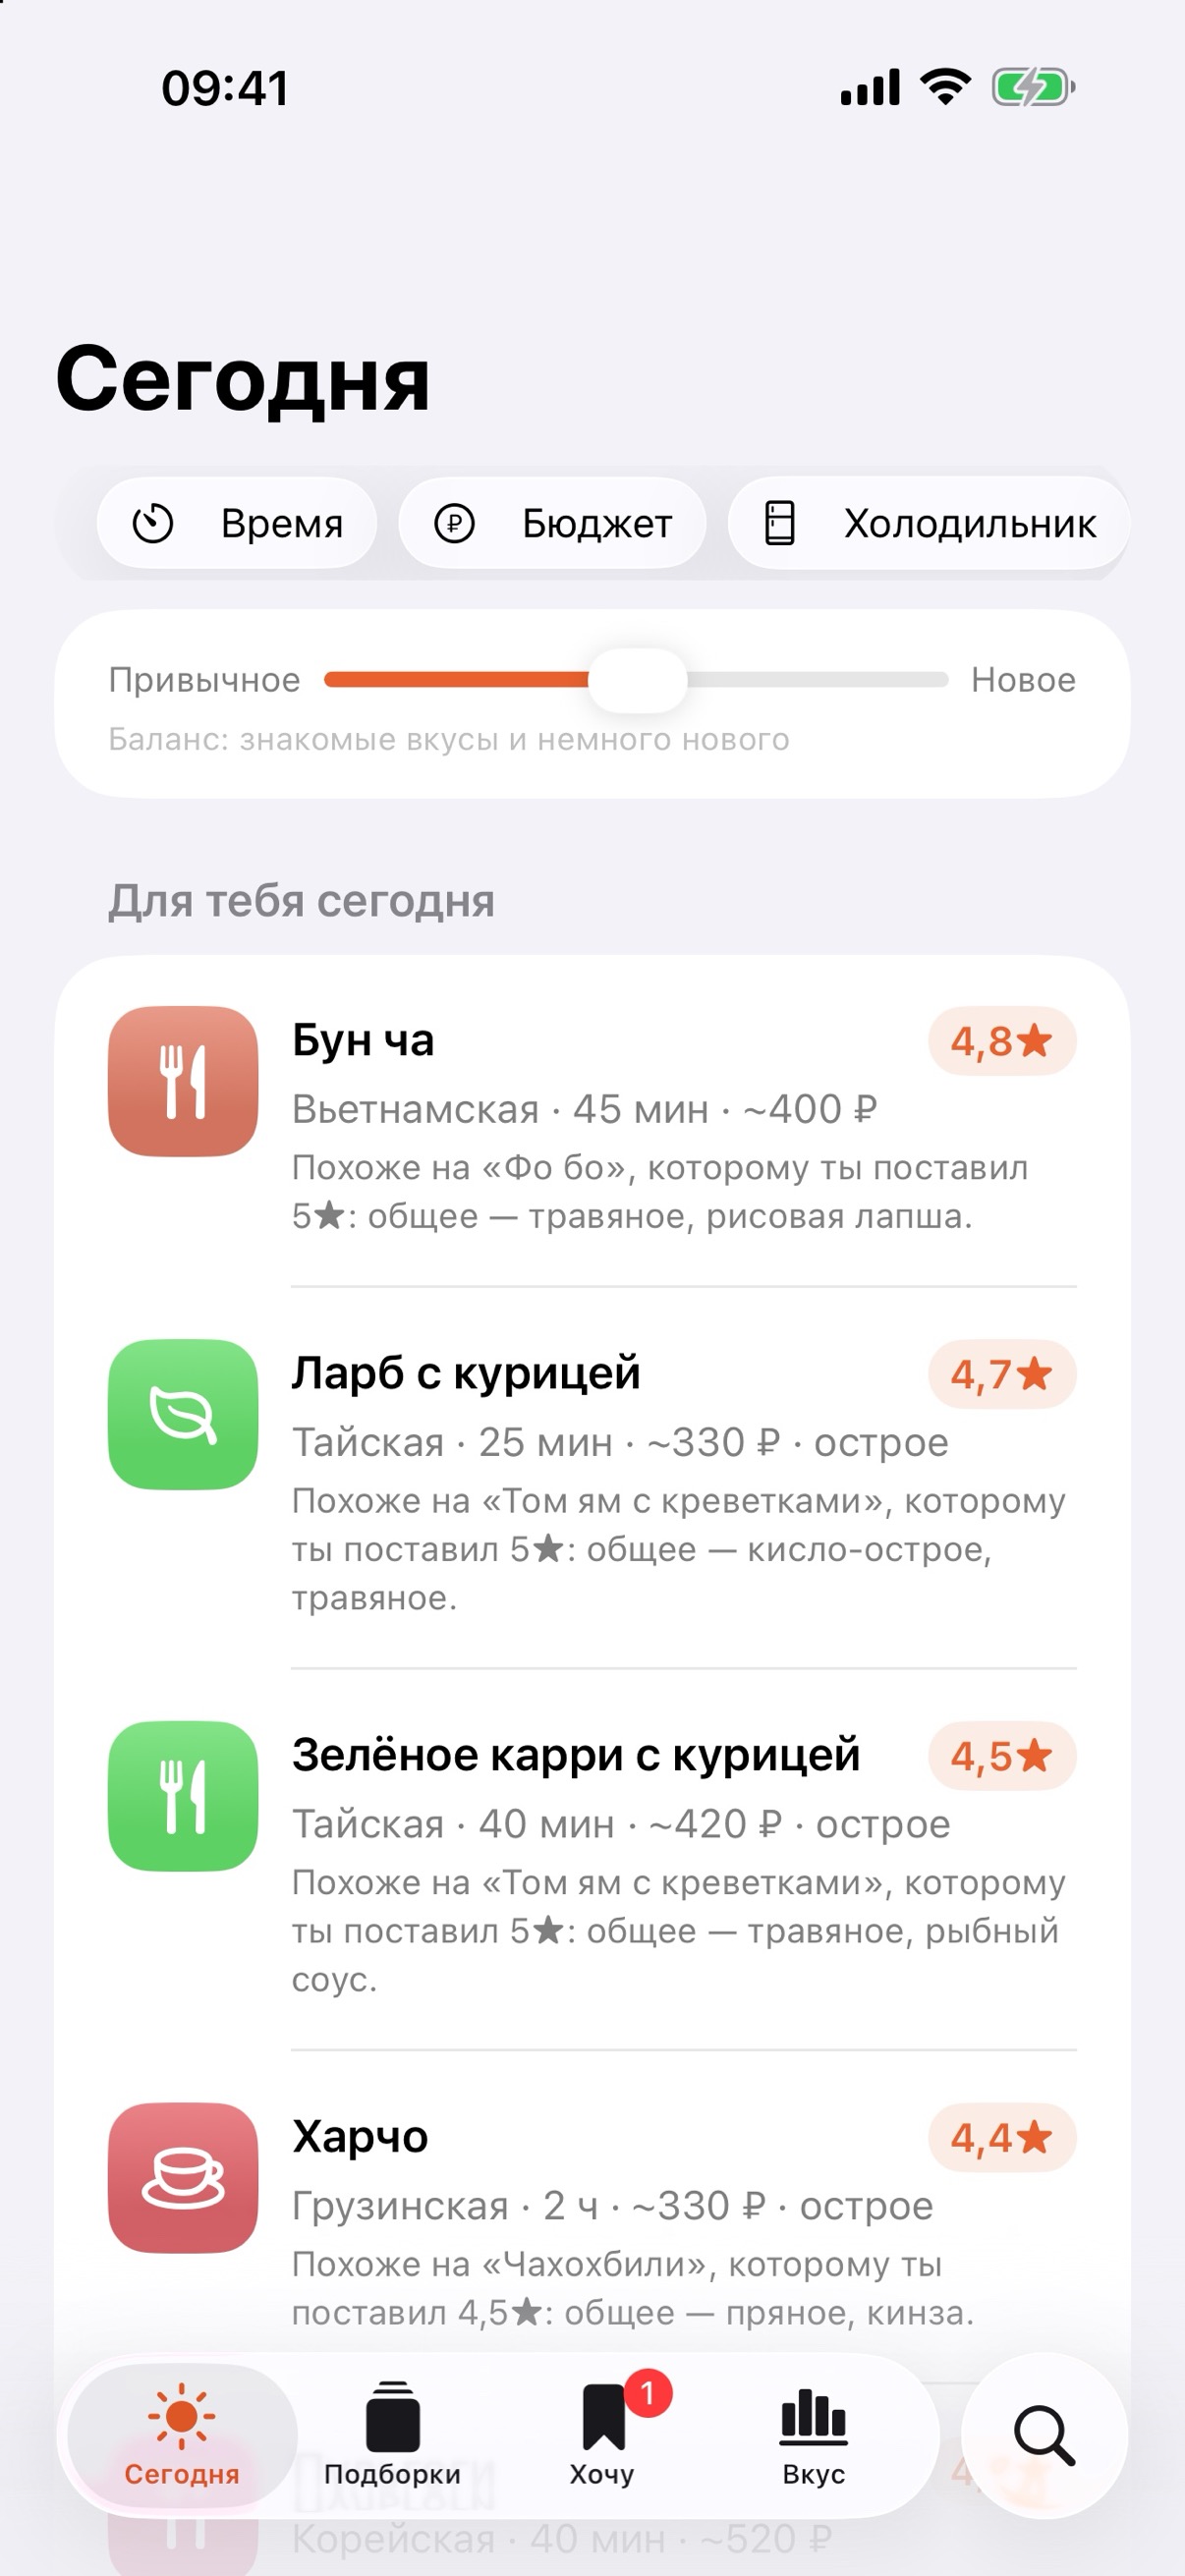 09:41
Сегодня
Время
Бюджет
Холодильник
Привычное
Новое
Баланс: знакомые вкусы и немного нового
Для тебя сегодня
Бун ча
4,8★
Вьетнамская · 45 мин · ~400 ₽
Похоже на «Фо бо», которому ты поставил
5★: общее — травяное, рисовая лапша.
Ларб с курицей
4,7★
Тайская · 25 мин · ~330 ₽ · острое
Похоже на «Том ям с креветками», которому
ты поставил 5★: общее — кисло-острое,
травяное.
Зелёное карри с курицей
4,5★
Тайская · 40 мин · ~420 ₽ · острое
Похоже на «Том ям с креветками», которому
ты поставил 5★: общее — травяное, рыбный
соус.
Харчо
4,4★
Грузинская · 2 ч · ~330 ₽ · острое
Похоже на «Чахохбили», которому ты
поставил 4,5★: общее — пряное, кинза.
1
Сегодня
Подборки
Хочу
Вкус
Корейская · 40 мин · ~520 ₽